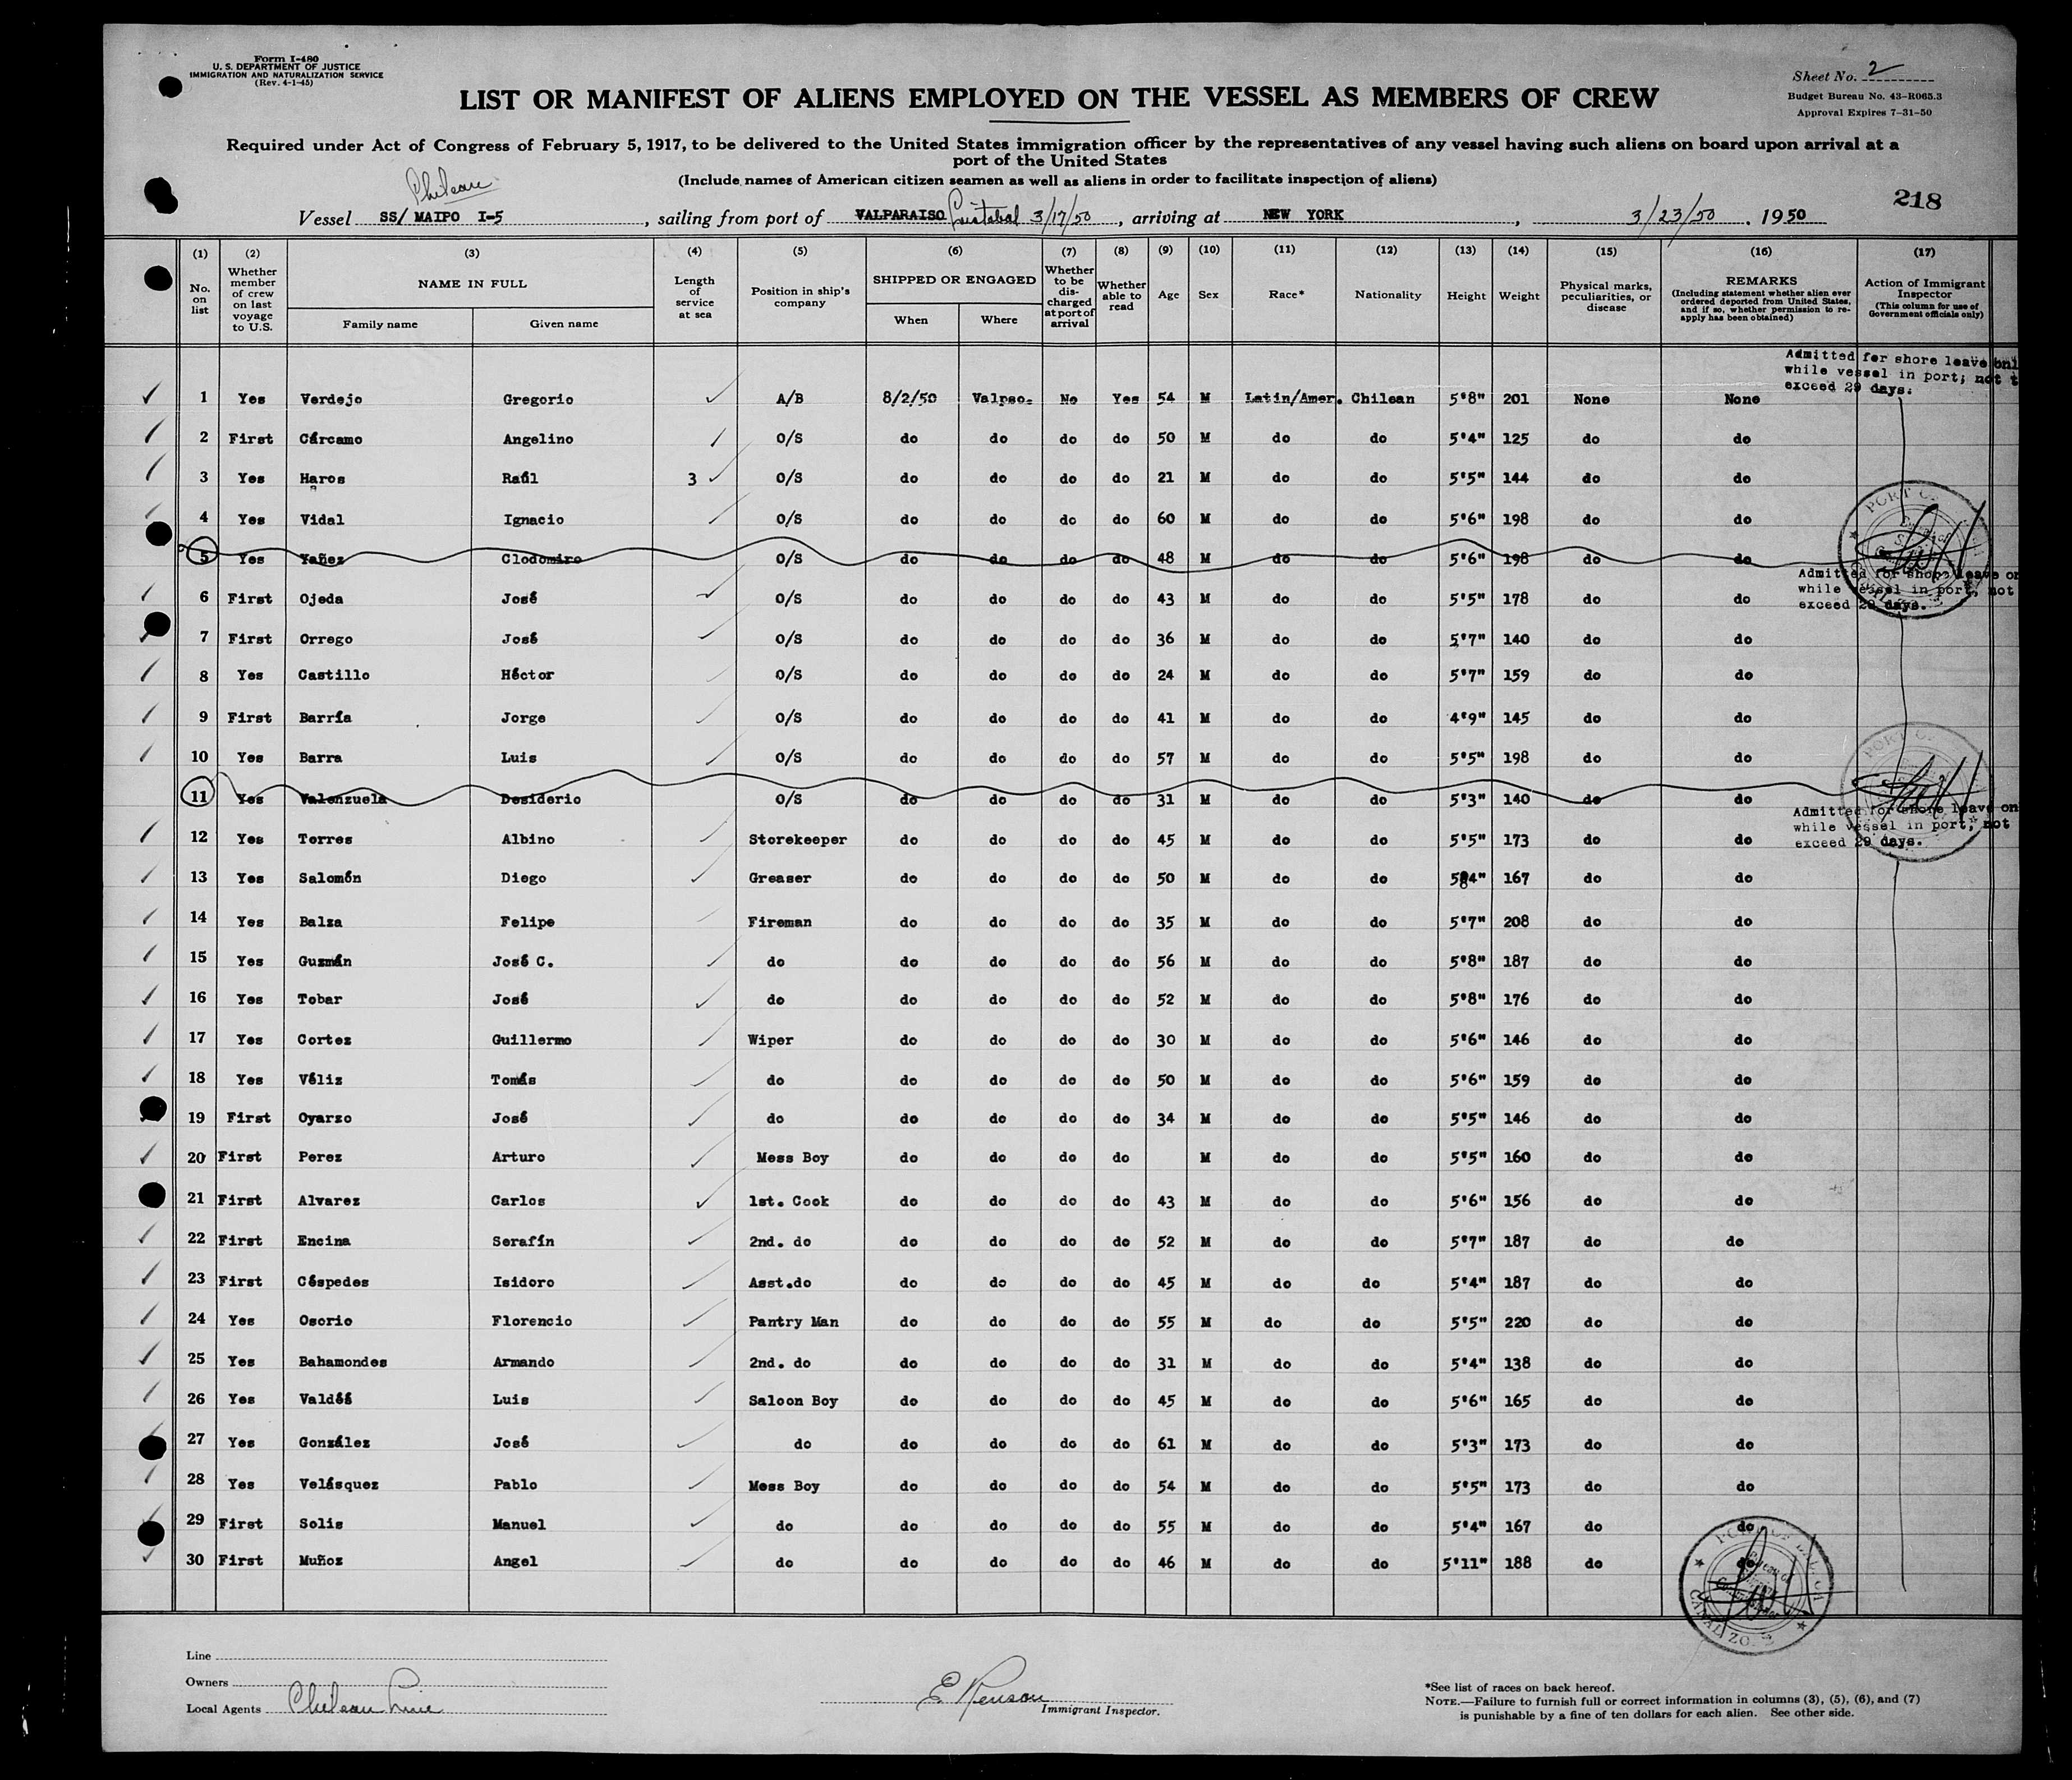 Form I-480
U. S. DEPARTMENT OF JUSTICE
IMMIGRATION AND NATURALIZATION SERVICE
(Rev. 4-1-45)
Sheet No. 2
Budget Bureau No. 43-R065.3
Approval Expires 7-31-50
LIST OR MANIFEST OF ALIENS EMPLOYED ON THE VESSEL AS MEMBERS OF CREW
Required under Act of Congress of February 5, 1917, to be delivered to the United States immigration officer by the representatives of any vessel having such aliens on board upon arrival at a
port of the United States
(Include names of American citizen seamen as well as aliens in order to facilitate inspection of aliens)
Chilean
218
Vessel SS/ MAIPO I-5, sailing from port of VALPARAISO Cristobal 3/17/50, arriving at NEW YORK, 3/23/50, 1950
(1) (2) (3) (4) (5) (6) (7) (8) (9) (10) (11) (12) (13) (14) (15) (16) (17)
No. on list
Whether member of crew on last voyage to U.S.
NAME IN FULL
Family name
Given name
Length of service at sea
Position in ship's company
SHIPPED OR ENGAGED
When
Where
Whether to be discharged at port of arrival
Whether able to read
Age
Sex
Race*
Nationality
Height
Weight
Physical marks, peculiarities, or disease
REMARKS
(Including statement whether alien ever ordered deported from United States, and if so, whether permission to re-apply has been obtained)
Action of Immigrant Inspector
(This column for use of Government officials only)
Admitted for shore leave onl
while vessel in port; not t
exceed 29 days.
1 Yes Verdejo Gregorio A/B 8/2/50 Valpso. No Yes 54 M Latin/Amer. Chilean 5'8" 201 None None
2 First Cárcamo Angelino O/S do do do do 50 M do do 5'4" 125 do do
3 Yes Haros Raúl 3 O/S do do do do 21 M do do 5'5" 144 do do
4 Yes Vidal Ignacio O/S do do do do 60 M do do 5'6" 198 do do
5 Yes Yañez Clodomiro O/S do do do do 48 M do do 5'6" 198 do do
Admitted for shore leave on
while vessel in port, not
exceed 29 days.
6 First Ojeda José O/S do do do do 43 M do do 5'5" 178 do do
7 First Orrego José O/S do do do do 36 M do do 5'7" 140 do do
8 Yes Castillo Héctor O/S do do do do 24 M do do 5'7" 159 do do
9 First Barría Jorge O/S do do do do 41 M do do 4'9" 145 do do
10 Yes Barra Luis O/S do do do do 57 M do do 5'5" 198 do do
11 Yes Valenzuela Desiderio O/S do do do do 31 M do do 5'3" 140 do do
Admitted for shore leave on
while vessel in port; not
exceed 29 days.
12 Yes Torres Albino Storekeeper do do do do 45 M do do 5'5" 173 do do
13 Yes Salomón Diego Greaser do do do do 50 M do do 5'4" 167 do do
14 Yes Balza Felipe Fireman do do do do 35 M do do 5'7" 208 do do
15 Yes Guzmán José C. do do do do do 56 M do do 5'8" 187 do do
16 Yes Tobar José do do do do do 52 M do do 5'8" 176 do do
17 Yes Cortez Guillermo Wiper do do do do 30 M do do 5'6" 146 do do
18 Yes Véliz Tomás do do do do do 50 M do do 5'6" 159 do do
19 First Oyarzo José do do do do do 34 M do do 5'5" 146 do do
20 First Perez Arturo Mess Boy do do do do M do do 5'5" 160 do do
21 First Alvarez Carlos 1st. Cook do do do do 43 M do do 5'6" 156 do do
22 First Encina Serafín 2nd. do do do do do 52 M do do 5'7" 187 do do
23 First Céspedes Isidoro Asst.do do do do do 45 M do do 5'4" 187 do do
24 Yes Osorio Florencio Pantry Man do do do do 55 M do do 5'5" 220 do do
25 Yes Bahamondes Armando 2nd. do do do do do 31 M do do 5'4" 138 do do
26 Yes Valdés Luis Saloon Boy do do do do 45 M do do 5'6" 165 do do
27 Yes González José do do do do do 61 M do do 5'3" 173 do do
28 Yes Velásquez Pablo Mess Boy do do do do 54 M do do 5'5" 173 do do
29 First Solis Manuel do do do do do 55 M do do 5'4" 167 do do
30 First Muñoz Angel do do do do do 46 M do do 5'11" 188 do do
Line
Owners
Local Agents Chilean Line
E. Renson
Immigrant Inspector.
*See list of races on back hereof.
NOTE.—Failure to furnish full or correct information in columns (3), (5), (6), and (7)
is punishable by a fine of ten dollars for each alien. See other side.